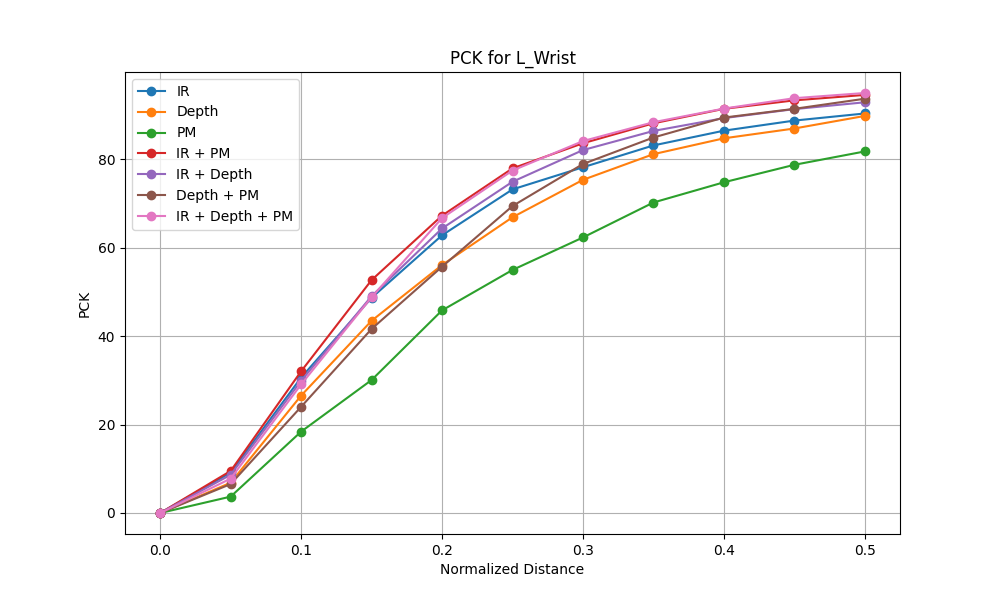 PCK for L_Wrist
IR
Depth
PM
IR + PM
IR + Depth
Depth + PM
IR + Depth + PM
PCK
80
60
40
20
0
0.0 0.1 0.2 0.3 0.4 0.5
Normalized Distance